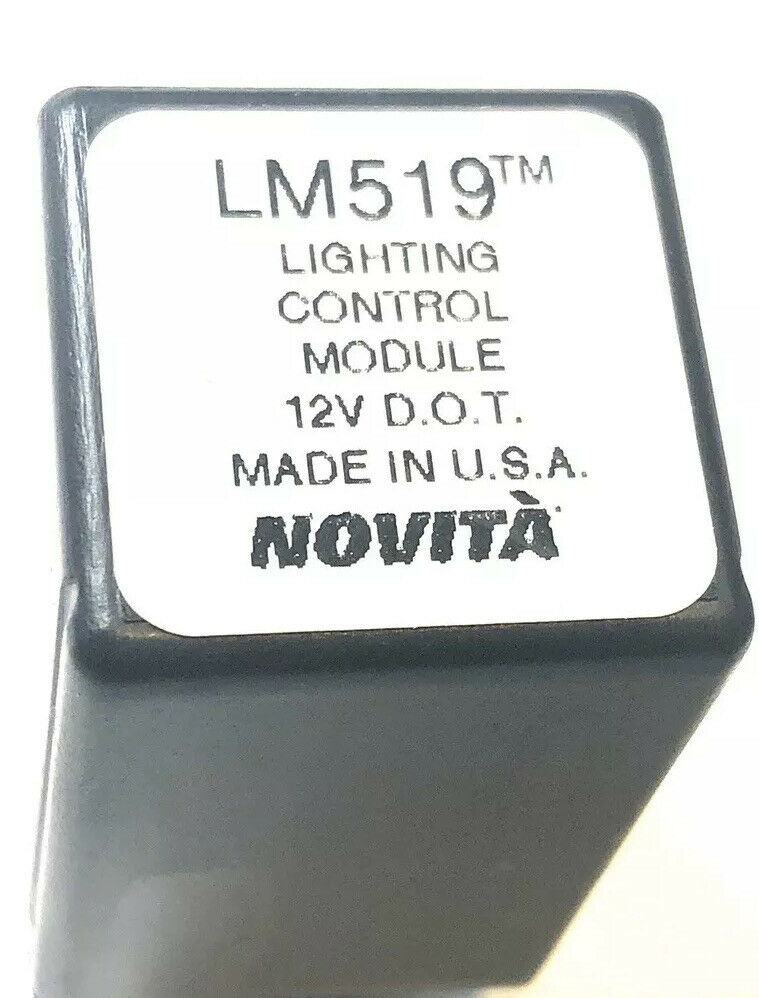 LM519™
LIGHTING
CONTROL
MODULE
12V D.O.T.
MADE IN U.S.A.
NOVITÀ